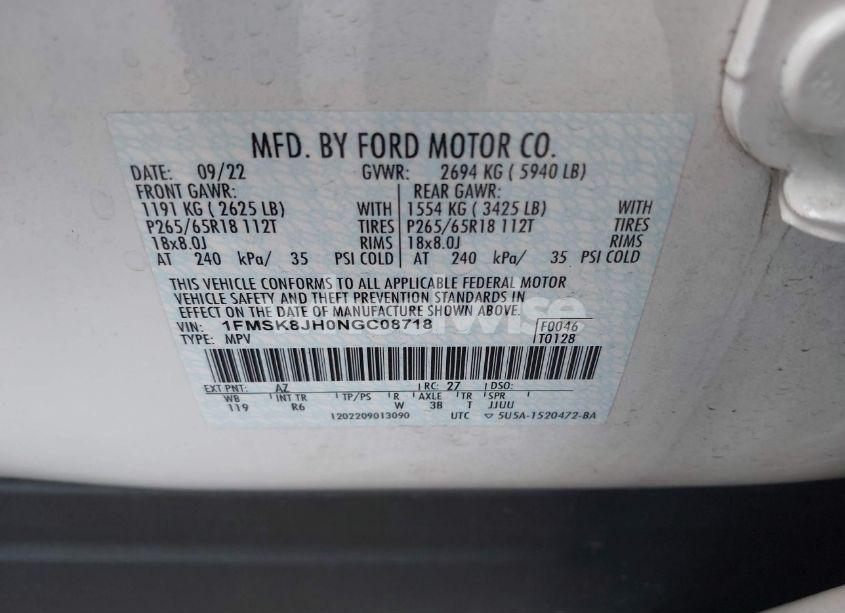 MFD. BY FORD MOTOR CO.
DATE: 09/22 GVWR: 2694 KG ( 5940 LB)
FRONT GAWR: REAR GAWR:
1191 KG ( 2625 LB) WITH 1554 KG ( 3425 LB) WITH
P265/65R18 112T TIRES P265/65R18 112T TIRES
18x8.0J RIMS 18x8.0J RIMS
AT 240 kPa/ 35 PSI COLD AT 240 kPa/ 35 PSI COLD
THIS VEHICLE CONFORMS TO ALL APPLICABLE FEDERAL MOTOR
VEHICLE SAFETY AND THEFT PREVENTION STANDARDS IN
EFFECT ON THE DATE OF MANUFACTURE SHOWN ABOVE.
VIN: 1FMSK8JH0NGC08718 F0046
TYPE: MPV T0128
EXT PNT: AZ RC: 27 DSO:
WB INT TR TP/PS R AXLE TR SPR
119 R6 W 3B T JJUU
1202209013090 UTC 5U5A-1520472-BA